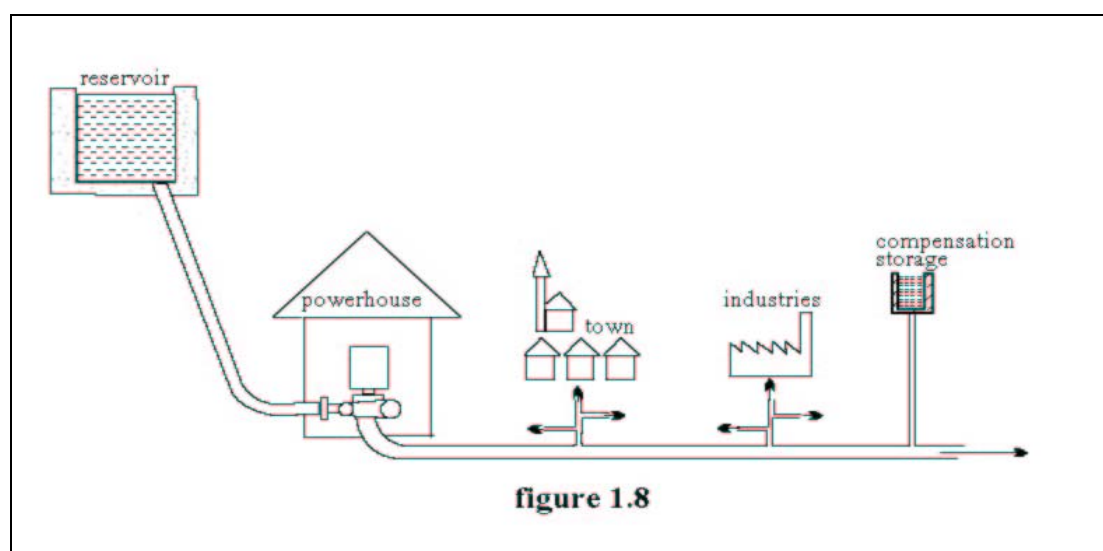 reservoir
powerhouse
town
industries
compensation
storage
figure 1.8